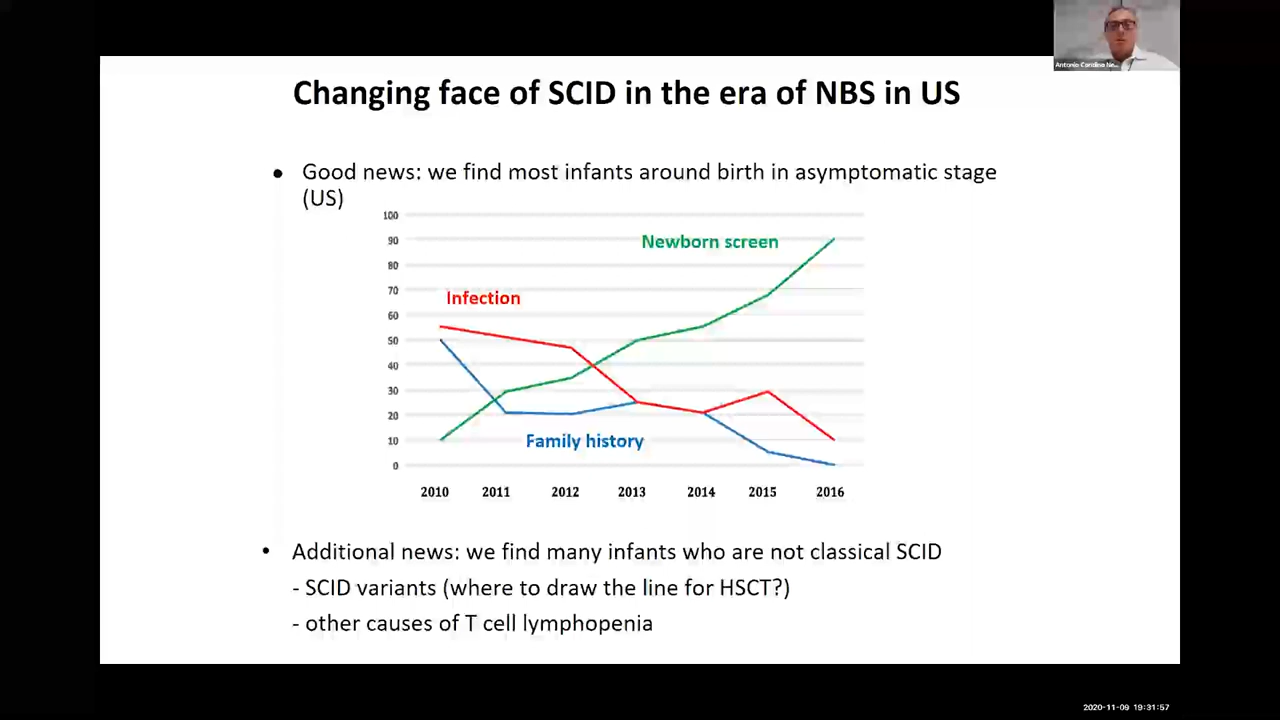 Antonio Condino Ne...
Changing face of SCID in the era of NBS in US
• Good news: we find most infants around birth in asymptomatic stage
(US)
100
90
80
70
60
50
40
30
20
10
0
Newborn screen
Infection
Family history
2010 2011 2012 2013 2014 2015 2016
• Additional news: we find many infants who are not classical SCID
- SCID variants (where to draw the line for HSCT?)
- other causes of T cell lymphopenia
2020-11-09 19:31:57